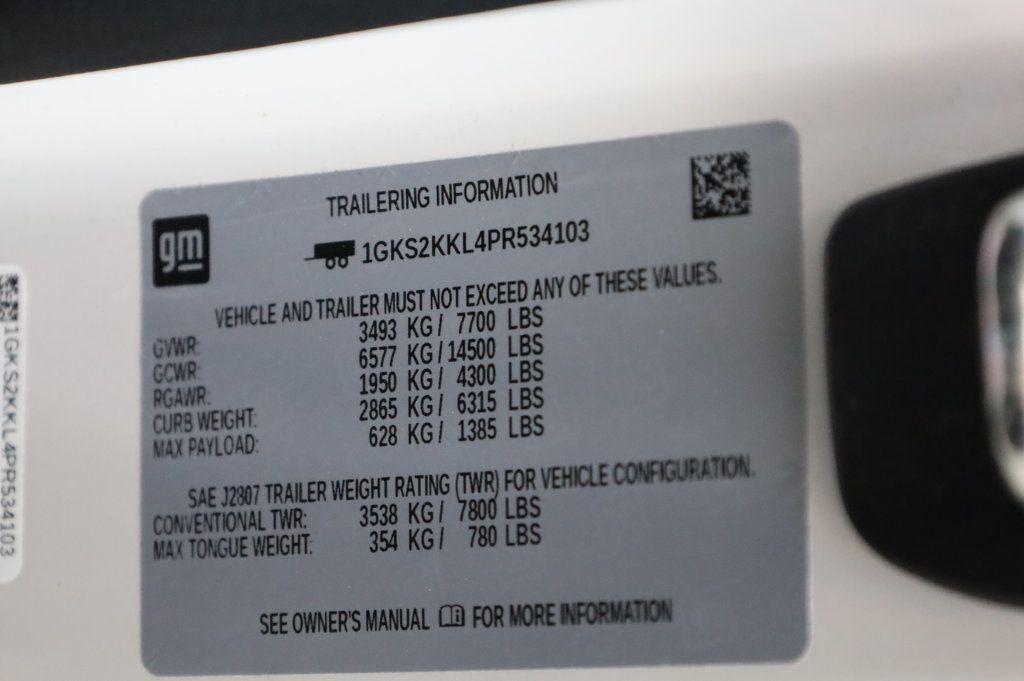 TRAILERING INFORMATION
gm
1GKS2KKL4PR534103
VEHICLE AND TRAILER MUST NOT EXCEED ANY OF THESE VALUES.
GVWR: 3493 KG / 7700 LBS
GCWR: 6577 KG / 14500 LBS
RGAWR: 1950 KG / 4300 LBS
CURB WEIGHT: 2865 KG / 6315 LBS
MAX PAYLOAD: 628 KG / 1385 LBS
SAE J2807 TRAILER WEIGHT RATING (TWR) FOR VEHICLE CONFIGURATION.
CONVENTIONAL TWR: 3538 KG / 7800 LBS
MAX TONGUE WEIGHT: 354 KG / 780 LBS
SEE OWNER'S MANUAL FOR MORE INFORMATION
1GKS2KKL4PR534103